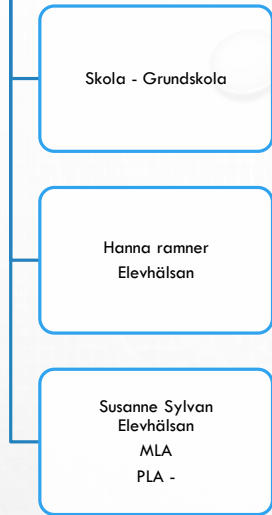 Skola - Grundskola
Hanna ramner
Elevhälsan
Susanne Sylvan
Elevhälsan
MLA
PLA -